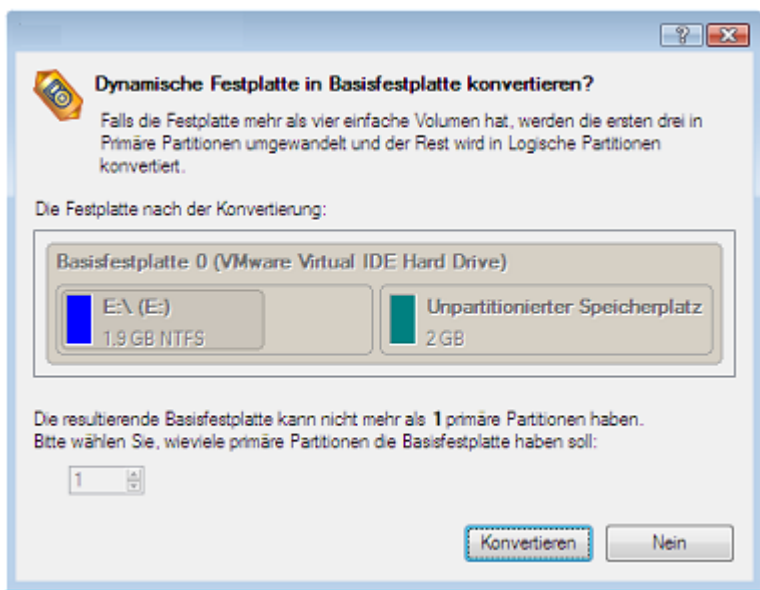 Dynamische Festplatte in Basisfestplatte konvertieren?
Falls die Festplatte mehr als vier einfache Volumen hat, werden die ersten drei in
Primäre Partitionen umgewandelt und der Rest wird in Logische Partitionen
konvertiert.
Die Festplatte nach der Konvertierung:
Basisfestplatte 0 (VMware Virtual IDE Hard Drive)
E:\ (E:)
1.9 GB NTFS
Unpartitionierter Speicherplatz
2 GB
Die resultierende Basisfestplatte kann nicht mehr als 1 primäre Partitionen haben.
Bitte wählen Sie, wieviele primäre Partitionen die Basisfestplatte haben soll:
1
Konvertieren
Nein